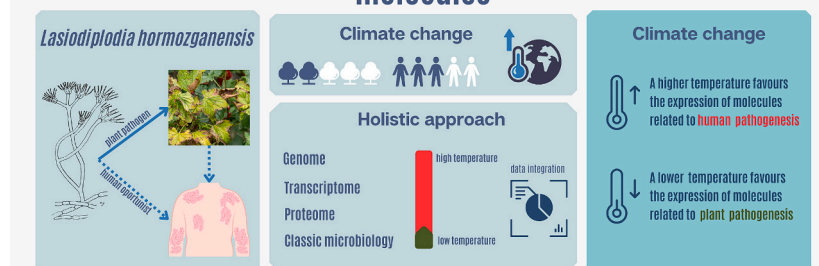 molecules
Lasiodiplodia hormozganensis
plant pathogen
human oportunist
Climate change
Holistic approach
Genome
Transcriptome
Proteome
Classic microbiology
high temperature
low temperature
data integration
Climate change
A higher temperature favours
the expression of molecules
related to human pathogenesis
A lower temperature favours
the expression of molecules
related to plant pathogenesis